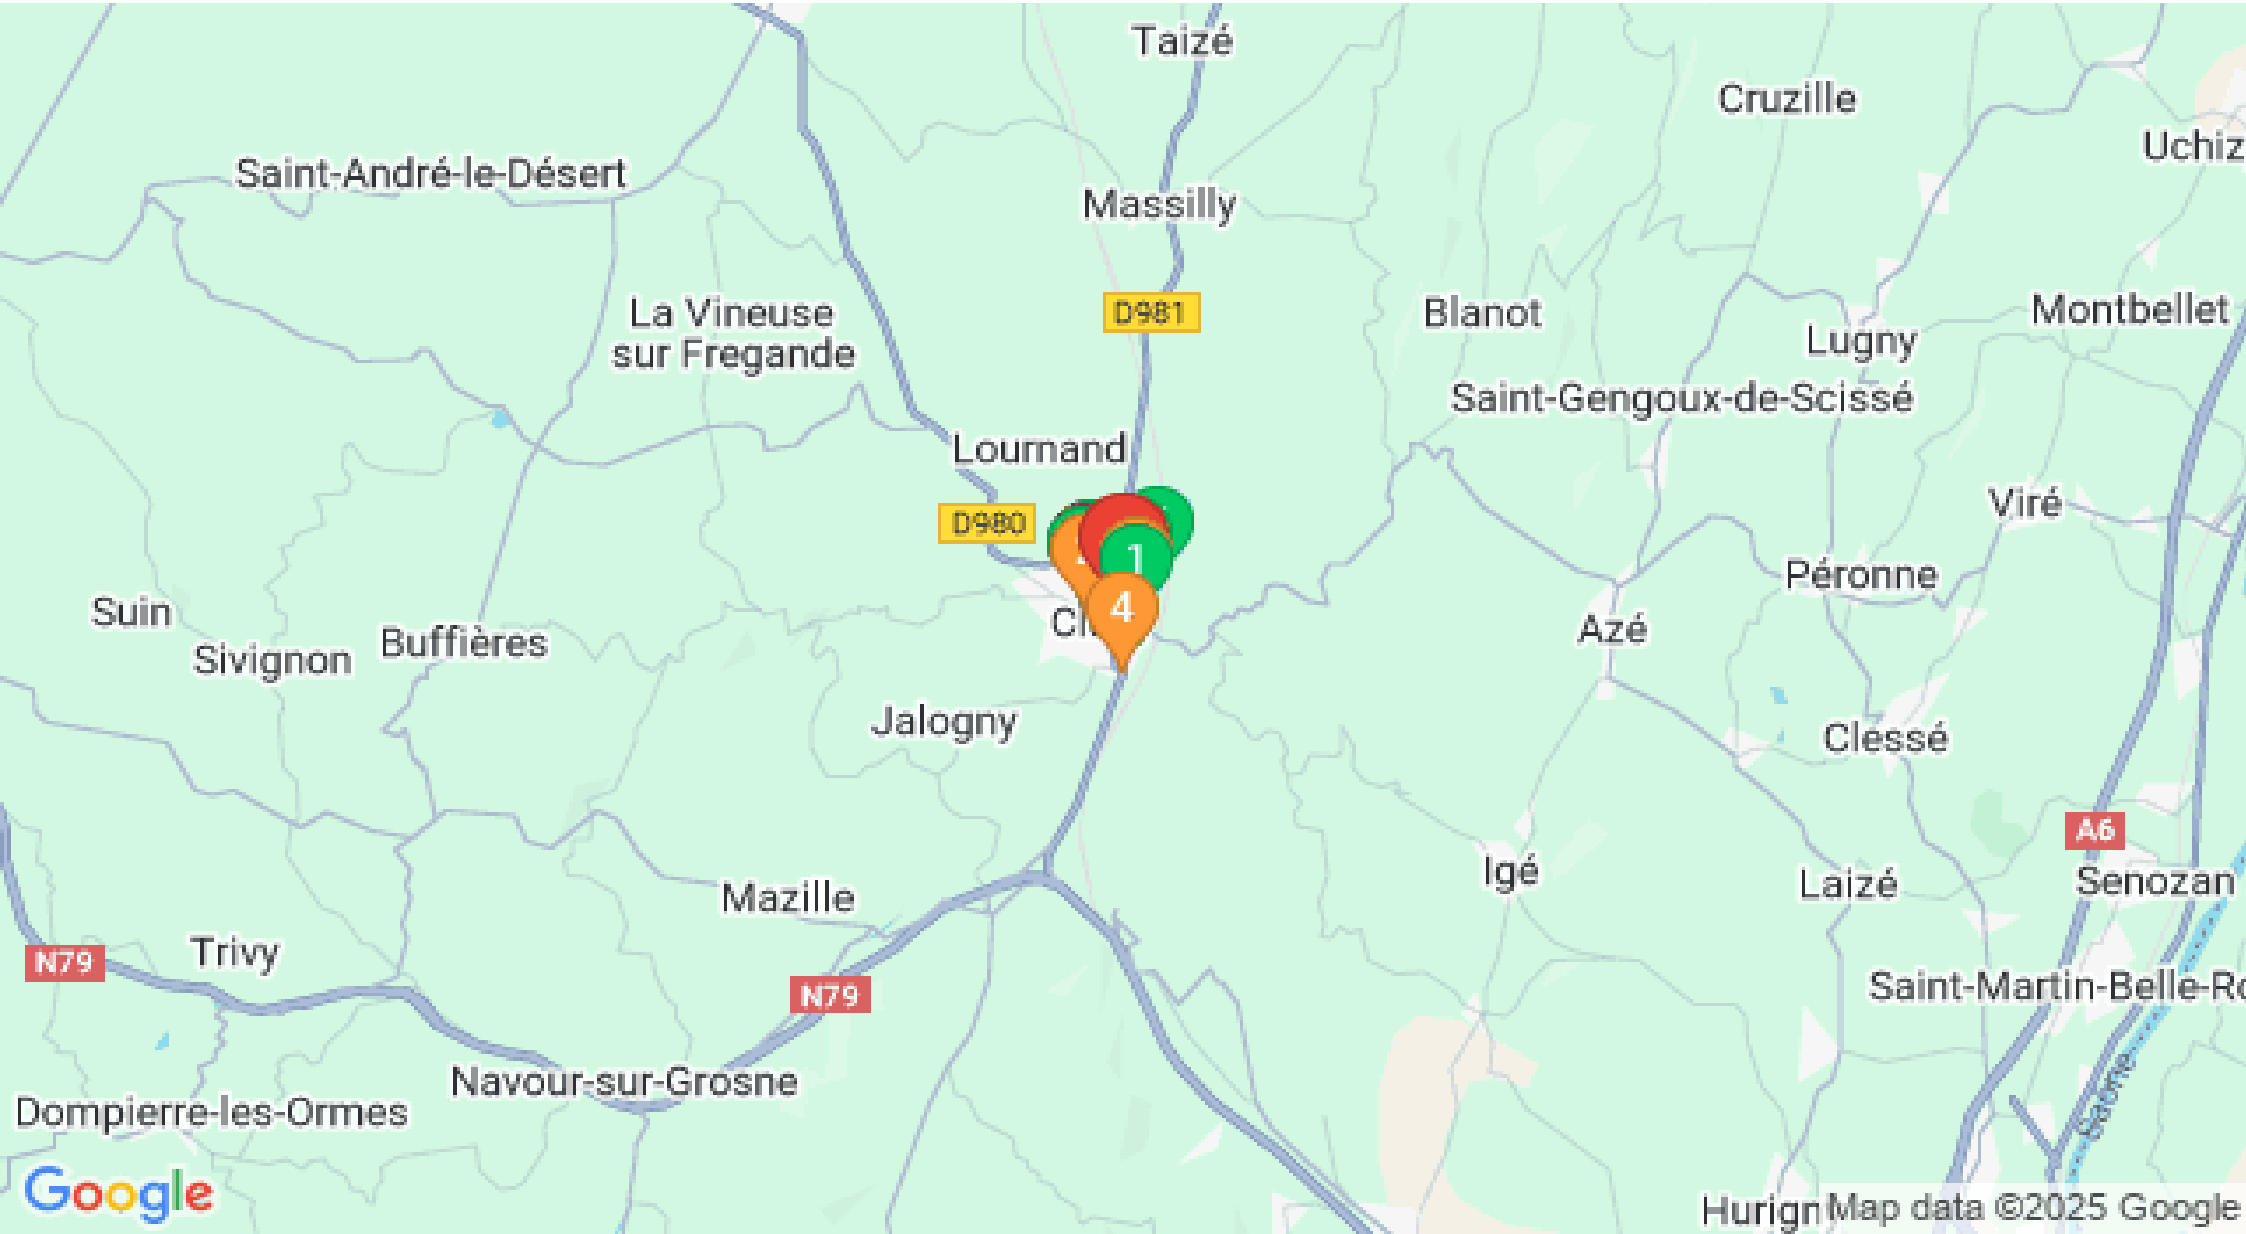 Taizé
Cruzille
Uchiz
Saint-André-le-Désert
Massilly
La Vineuse
sur Fregande
D981
Blanot
Montbellet
Lugny
Saint-Gengoux-de-Scissé
Lournand
D980
Viré
1
Péronne
4
Suin
Sivignon
Buffières
Azé
Jalogny
Clessé
A6
Igé
Mazille
Laizé
Senozan
Trivy
N79
N79
Saint-Martin-Belle-Ro
Navour-sur-Grosne
Dompierre-les-Ormes
Saône
Google
Hurign
Map data ©2025 Google